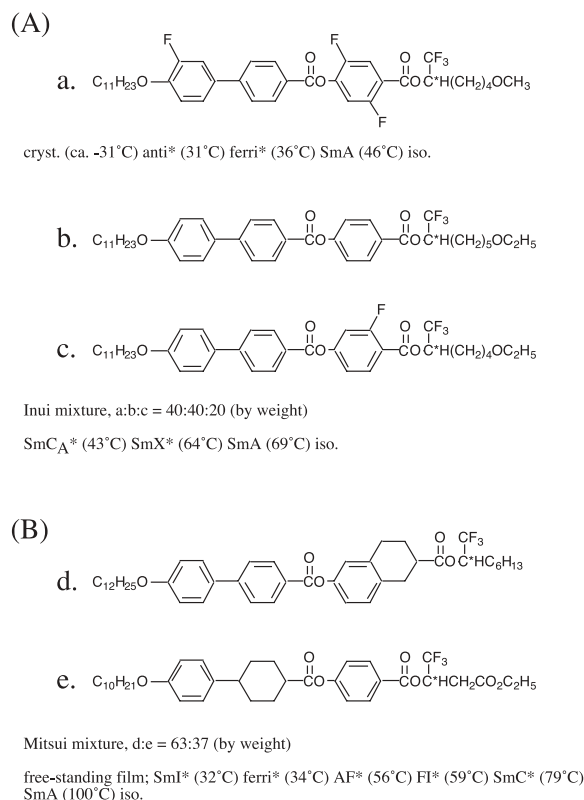 (A)
F F CF₃
O O
a. C₁₁H₂₃O CO COC*H(CH₂)₄OCH₃
F
cryst. (ca. -31˚C) anti* (31˚C) ferri* (36˚C) SmA (46˚C) iso.
O O CF₃
b. C₁₁H₂₃O CO COC*H(CH₂)₅OC₂H₅
F CF₃
O O
c. C₁₁H₂₃O CO COC*H(CH₂)₄OC₂H₅
Inui mixture, a:b:c = 40:40:20 (by weight)
SmC_A* (43˚C) SmX* (64˚C) SmA (69˚C) iso.
(B)
O O CF₃
d. C₁₂H₂₅O CO COC*HC₆H₁₃
O O CF₃
e. C₁₀H₂₁O CO COC*HCH₂CO₂C₂H₅
Mitsui mixture, d:e = 63:37 (by weight)
free-standing film; SmI* (32˚C) ferri* (34˚C) AF* (56˚C) FI* (59˚C) SmC* (79˚C)
SmA (100˚C) iso.